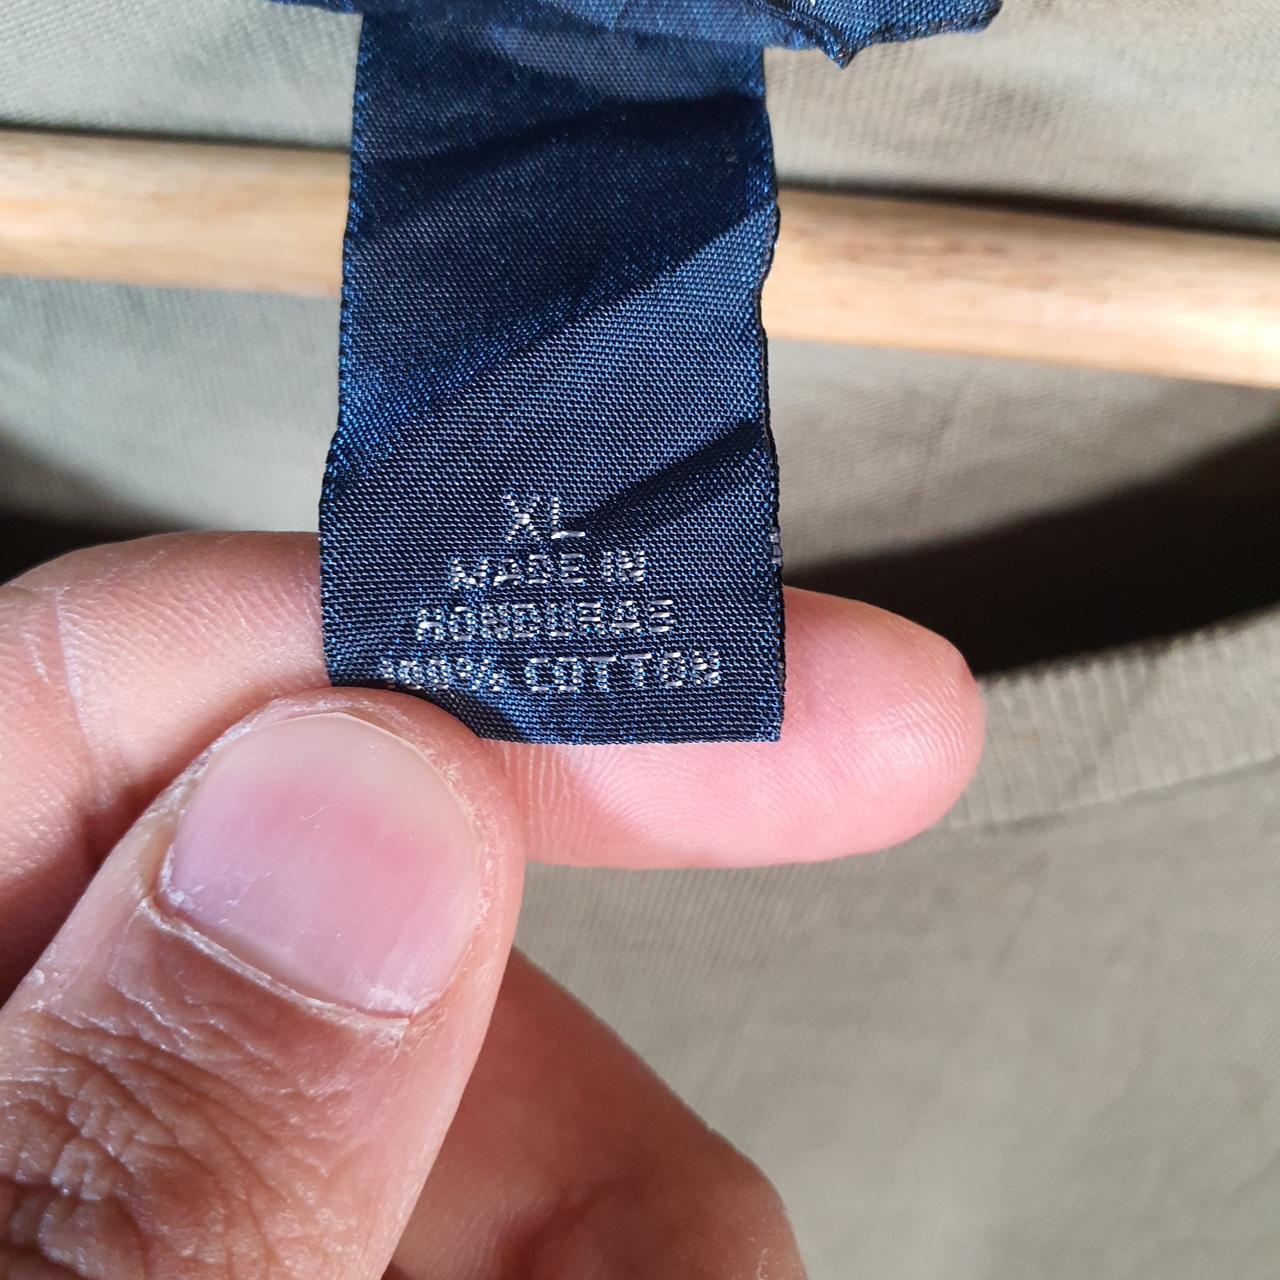 XL
MADE IN
HONDURAS
100% COTTON